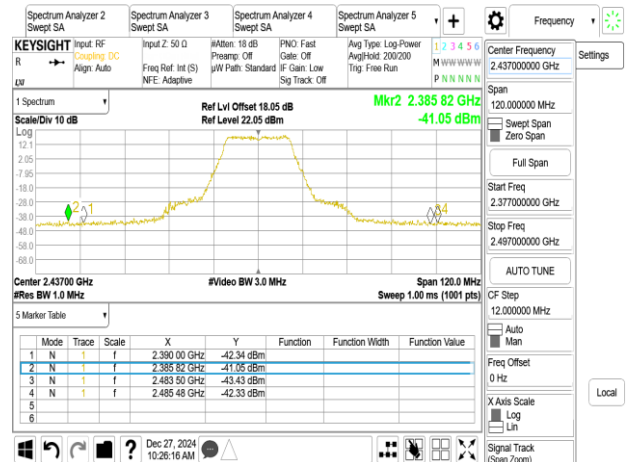 Spectrum Analyzer 2
Swept SA
Spectrum Analyzer 3
Swept SA
Spectrum Analyzer 4
Swept SA
Spectrum Analyzer 5
Swept SA
+
Frequency
KEYSIGHT
R
Input: RF
Coupling: DC
Align: Auto
Input Z: 50 Ω
Freq Ref: Int (S)
NFE: Adaptive
#Atten: 18 dB
Preamp: Off
µW Path: Standard
PNO: Fast
Gate: Off
IF Gain: Low
Sig Track: Off
Avg Type: Log-Power
Avg|Hold: 200/200
Trig: Free Run
1 2 3 4 5 6
M W W W W W
P N N N N N
Center Frequency
2.437000000 GHz
Settings
Span
120.000000 MHz
Swept Span
Zero Span
Full Span
Start Freq
2.377000000 GHz
Stop Freq
2.497000000 GHz
AUTO TUNE
CF Step
12.000000 MHz
Auto
Man
Freq Offset
0 Hz
X Axis Scale
Log
Lin
Signal Track
(Span Zoom)
Local
1 Spectrum
Scale/Div 10 dB
Ref Lvl Offset 18.05 dB
Ref Level 22.05 dBm
Mkr2 2.385 82 GHz
-41.05 dBm
Log
12.1
2.05
-7.95
-18.0
-28.0
-38.0
-48.0
-58.0
-68.0
2 1
4
Center 2.43700 GHz
#Video BW 3.0 MHz
Span 120.0 MHz
#Res BW 1.0 MHz
Sweep 1.00 ms (1001 pts)
5 Marker Table
Mode Trace Scale X Y Function Function Width Function Value
1 N 1 f 2.390 00 GHz -42.34 dBm
2 N 1 f 2.385 82 GHz -41.05 dBm
3 N 1 f 2.483 50 GHz -43.43 dBm
4 N 1 f 2.485 48 GHz -42.33 dBm
5
6
?
Dec 27, 2024
10:26:16 AM